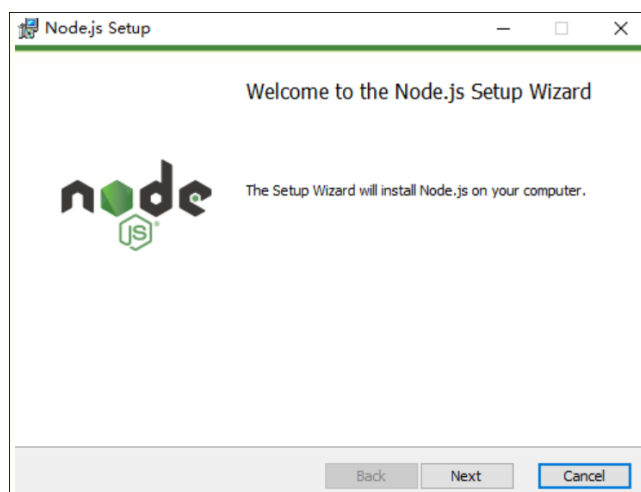 Node.js Setup
Welcome to the Node.js Setup Wizard
The Setup Wizard will install Node.js on your computer.
node
JS
Back Next Cancel